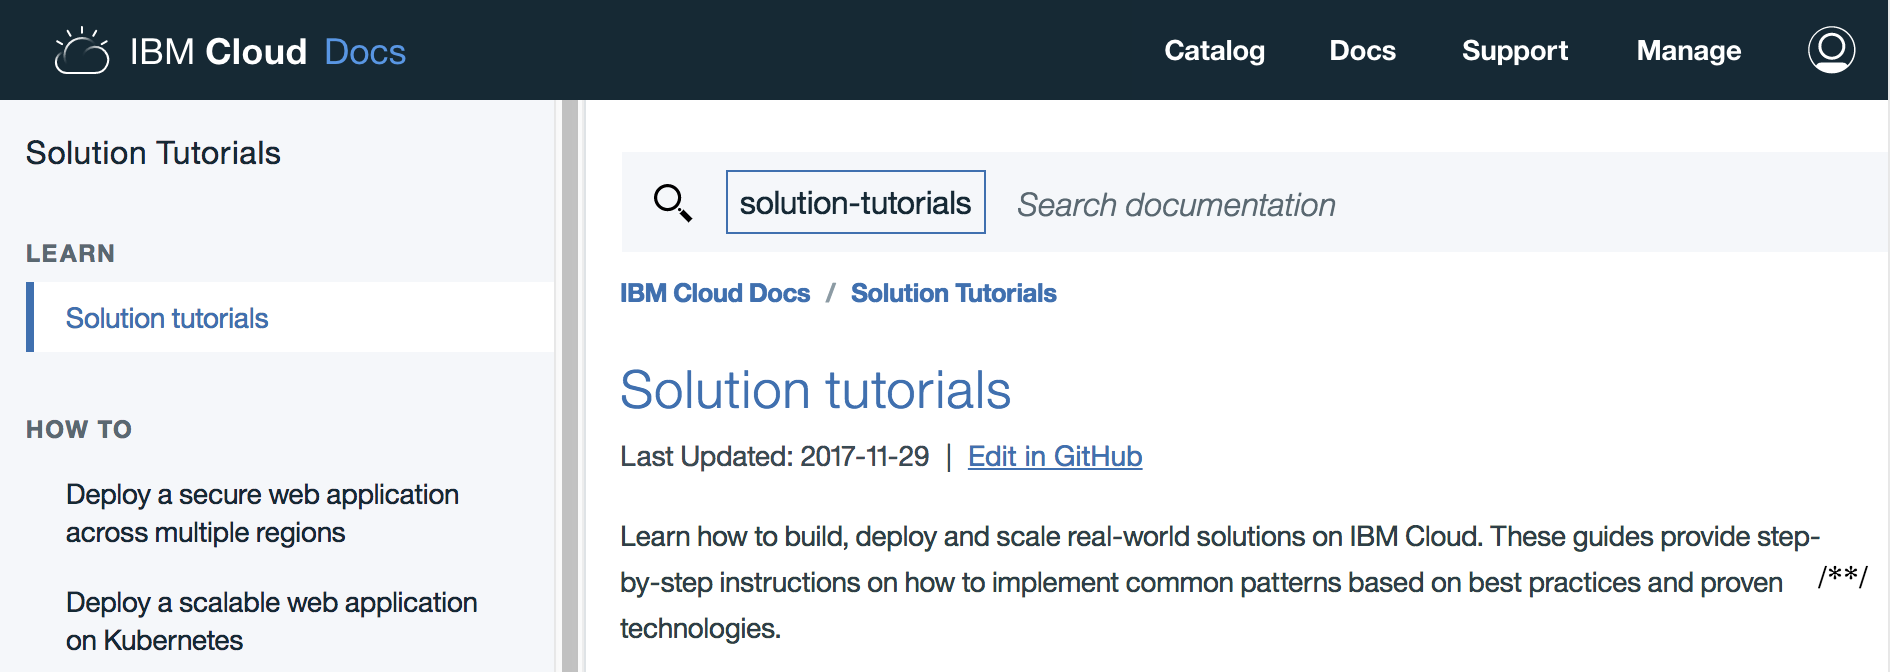 IBM Cloud Docs
Catalog
Docs
Support
Manage
Solution Tutorials
LEARN
Solution tutorials
HOW TO
Deploy a secure web application
across multiple regions
Deploy a scalable web application
on Kubernetes
solution-tutorials
Search documentation
IBM Cloud Docs / Solution Tutorials
Solution tutorials
Last Updated: 2017-11-29 | Edit in GitHub
Learn how to build, deploy and scale real-world solutions on IBM Cloud. These guides provide step-
by-step instructions on how to implement common patterns based on best practices and proven
technologies.
/**/